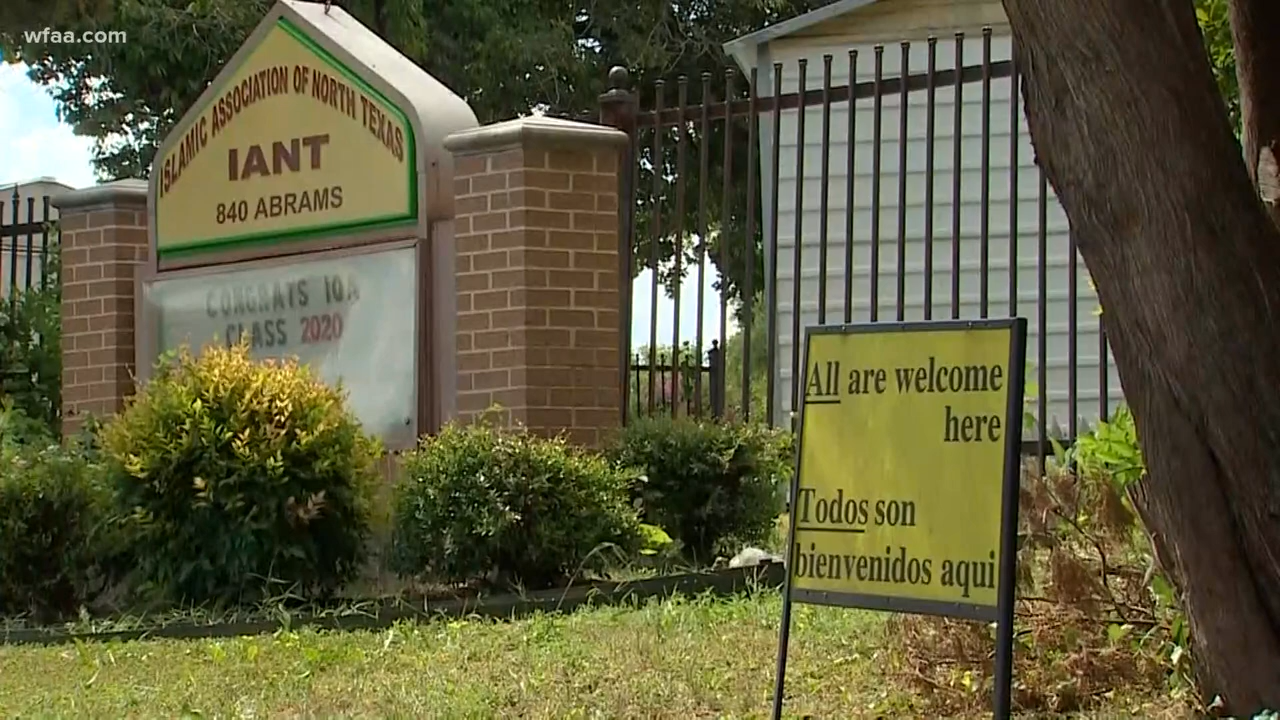 wfaa.com
ISLAMIC ASSOCIATION OF NORTH TEXAS
IANT
840 ABRAMS
CONGRATS IQA
CLASS 2020
All are welcome
here
Todos son
bienvenidos aqui